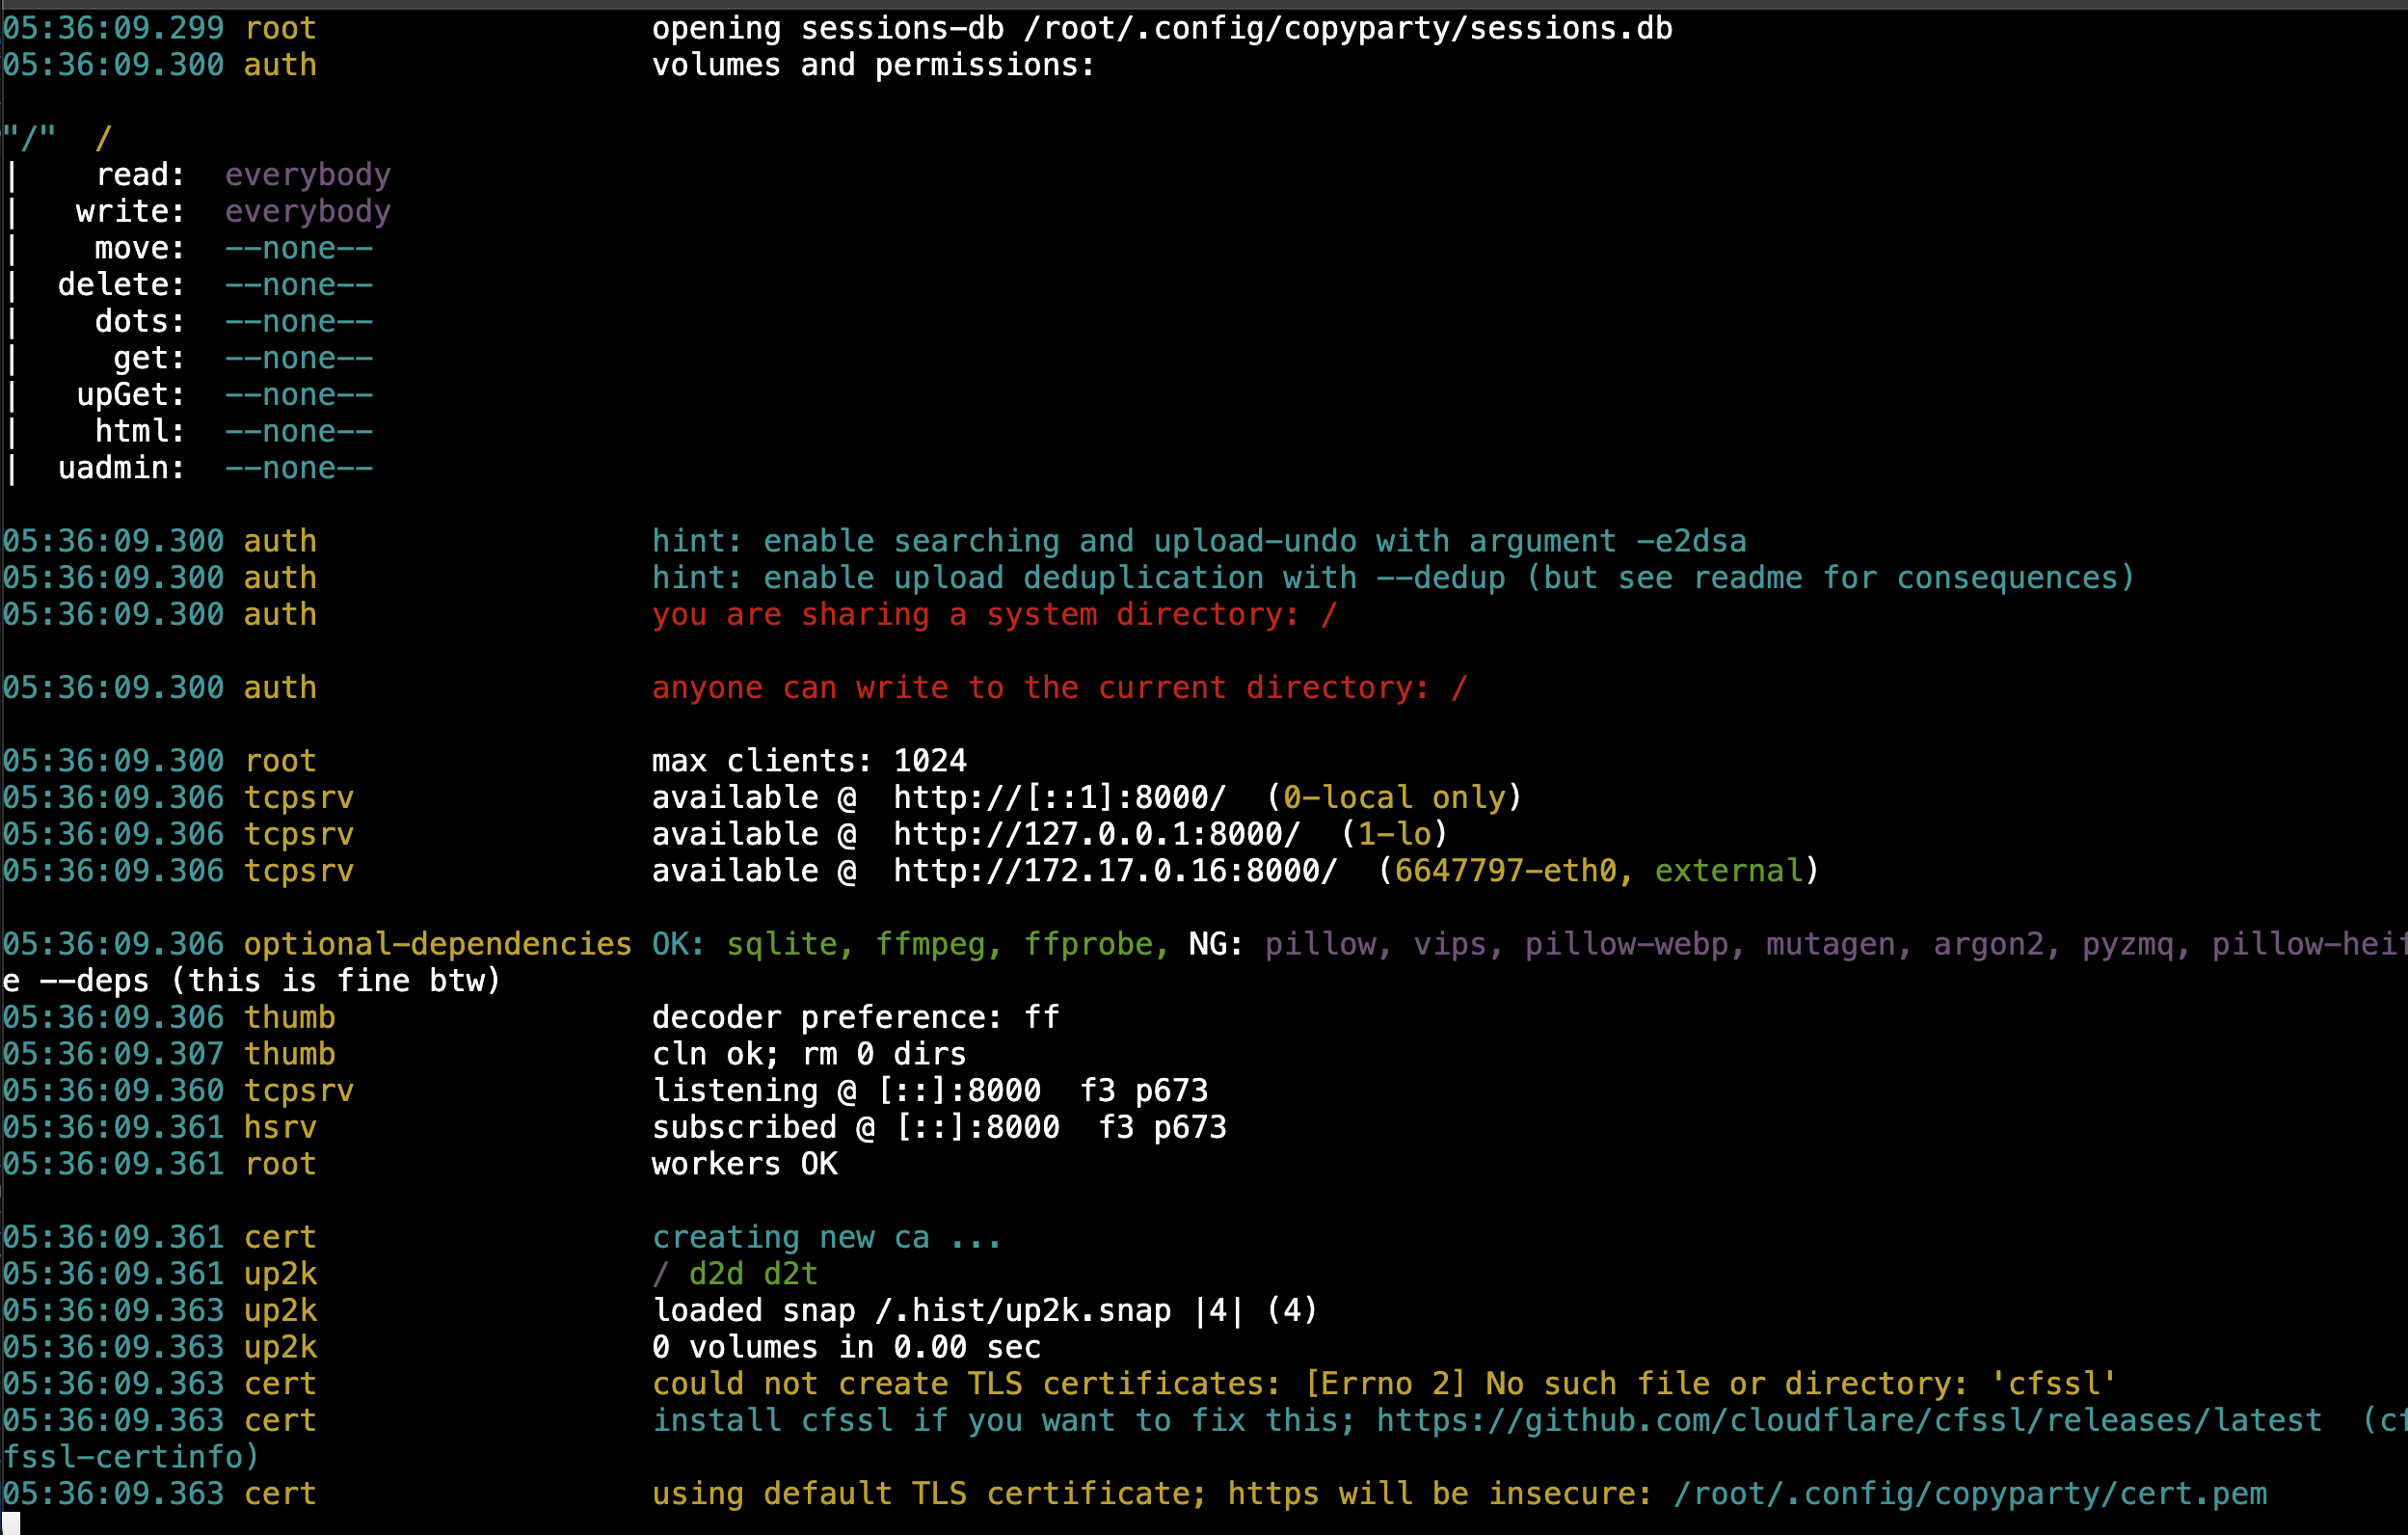 05:36:09.299 root                  opening sessions-db /root/.config/copyparty/sessions.db
05:36:09.300 auth                  volumes and permissions:
"/"  /
|    read:  everybody
|   write:  everybody
|    move:  --none--
|  delete:  --none--
|    dots:  --none--
|     get:  --none--
|   upGet:  --none--
|    html:  --none--
|  uadmin:  --none--
05:36:09.300 auth                  hint: enable searching and upload-undo with argument -e2dsa
05:36:09.300 auth                  hint: enable upload deduplication with --dedup (but see readme for consequences)
05:36:09.300 auth                  you are sharing a system directory: /
05:36:09.300 auth                  anyone can write to the current directory: /
05:36:09.300 root                  max clients: 1024
05:36:09.306 tcpsrv                available @  http://[::1]:8000/  (0-local only)
05:36:09.306 tcpsrv                available @  http://127.0.0.1:8000/  (1-lo)
05:36:09.306 tcpsrv                available @  http://172.17.0.16:8000/  (6647797-eth0, external)
05:36:09.306 optional-dependencies OK: sqlite, ffmpeg, ffprobe, NG: pillow, vips, pillow-webp, mutagen, argon2, pyzmq, pillow-heif
e --deps (this is fine btw)
05:36:09.306 thumb                 decoder preference: ff
05:36:09.307 thumb                 cln ok; rm 0 dirs
05:36:09.360 tcpsrv                listening @ [::]:8000  f3 p673
05:36:09.361 hsrv                  subscribed @ [::]:8000  f3 p673
05:36:09.361 root                  workers OK
05:36:09.361 cert                  creating new ca ...
05:36:09.361 up2k                  / d2d d2t
05:36:09.363 up2k                  loaded snap /.hist/up2k.snap |4| (4)
05:36:09.363 up2k                  0 volumes in 0.00 sec
05:36:09.363 cert                  could not create TLS certificates: [Errno 2] No such file or directory: 'cfssl'
05:36:09.363 cert                  install cfssl if you want to fix this; https://github.com/cloudflare/cfssl/releases/latest  (cf
fssl-certinfo)
05:36:09.363 cert                  using default TLS certificate; https will be insecure: /root/.config/copyparty/cert.pem